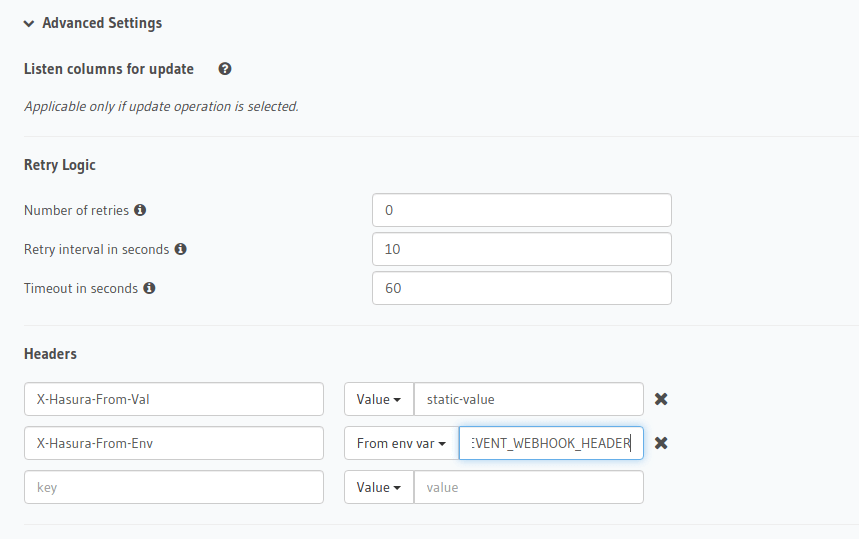 Advanced Settings
Listen columns for update
Applicable only if update operation is selected.
Retry Logic
Number of retries 0
Retry interval in seconds 10
Timeout in seconds 60
Headers
X-Hasura-From-Val Value static-value
X-Hasura-From-Env From env var EVENT_WEBHOOK_HEADER
key Value value